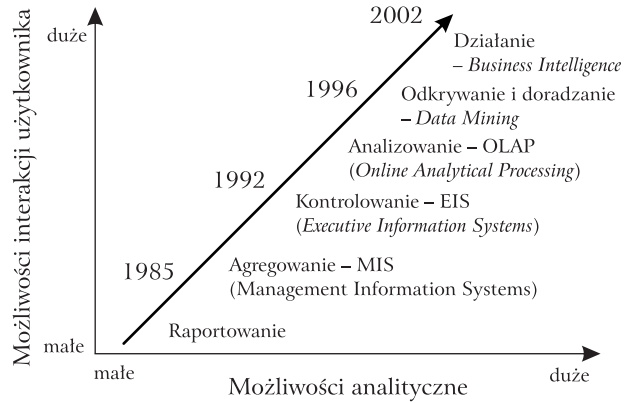 Możliwości interakcji użytkownika
duże
małe
2002
Działanie
– Business Intelligence
1996
Odkrywanie i doradzanie
– Data Mining
Analizowanie – OLAP
(Online Analytical Processing)
1992
Kontrolowanie – EIS
(Executive Information Systems)
1985
Agregowanie – MIS
(Management Information Systems)
Raportowanie
małe
duże
Możliwości analityczne